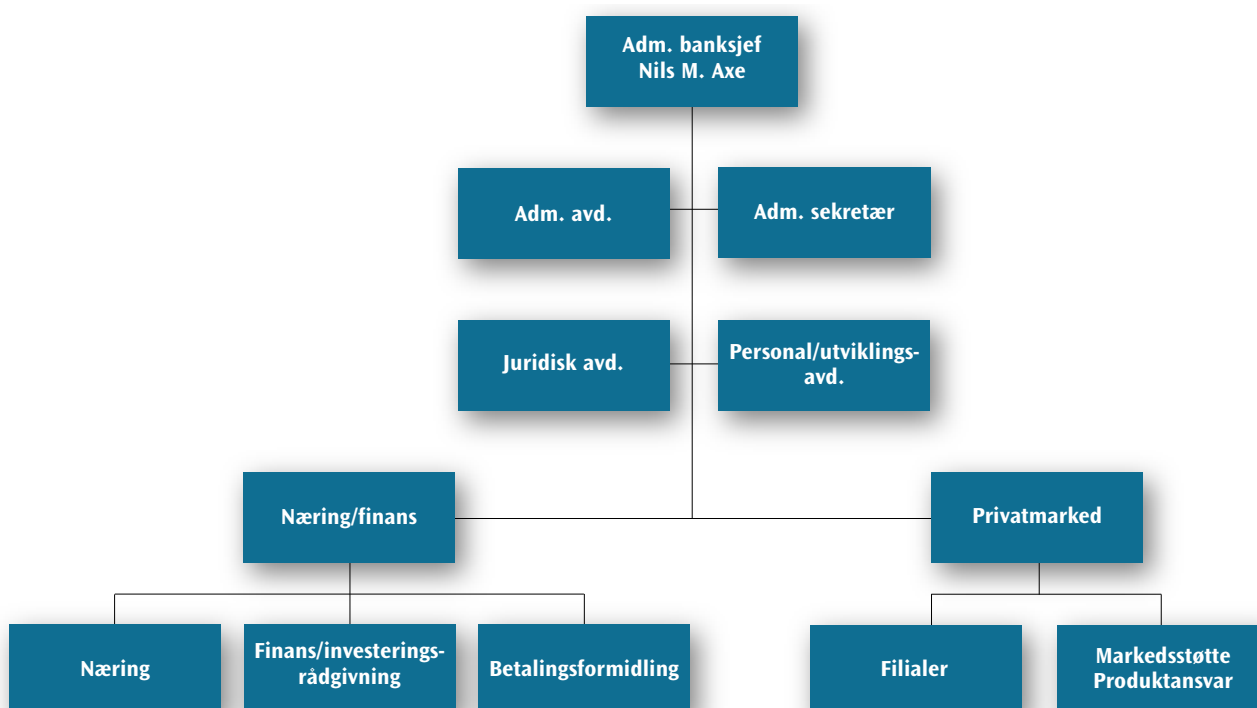 Adm. banksjef
Nils M. Axe
Adm. avd.
Adm. sekretær
Juridisk avd.
Personal/utviklings-
avd.
Næring/finans
Privatmarked
Næring
Finans/investerings-
rådgivning
Betalingsformidling
Filialer
Markedsstøtte
Produktansvar